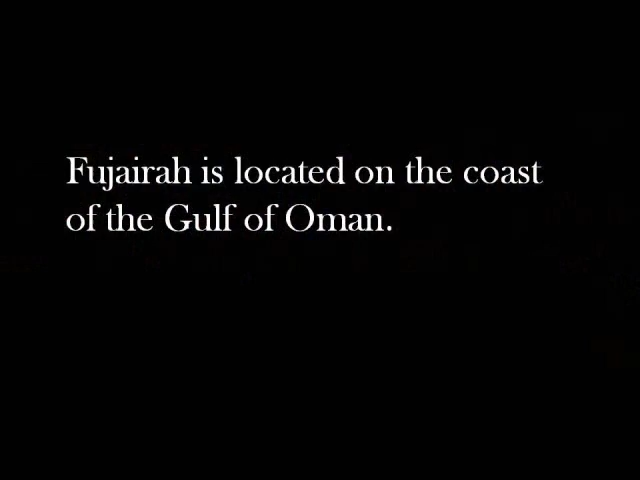 Fujairah is located on the coast
of the Gulf of Oman.